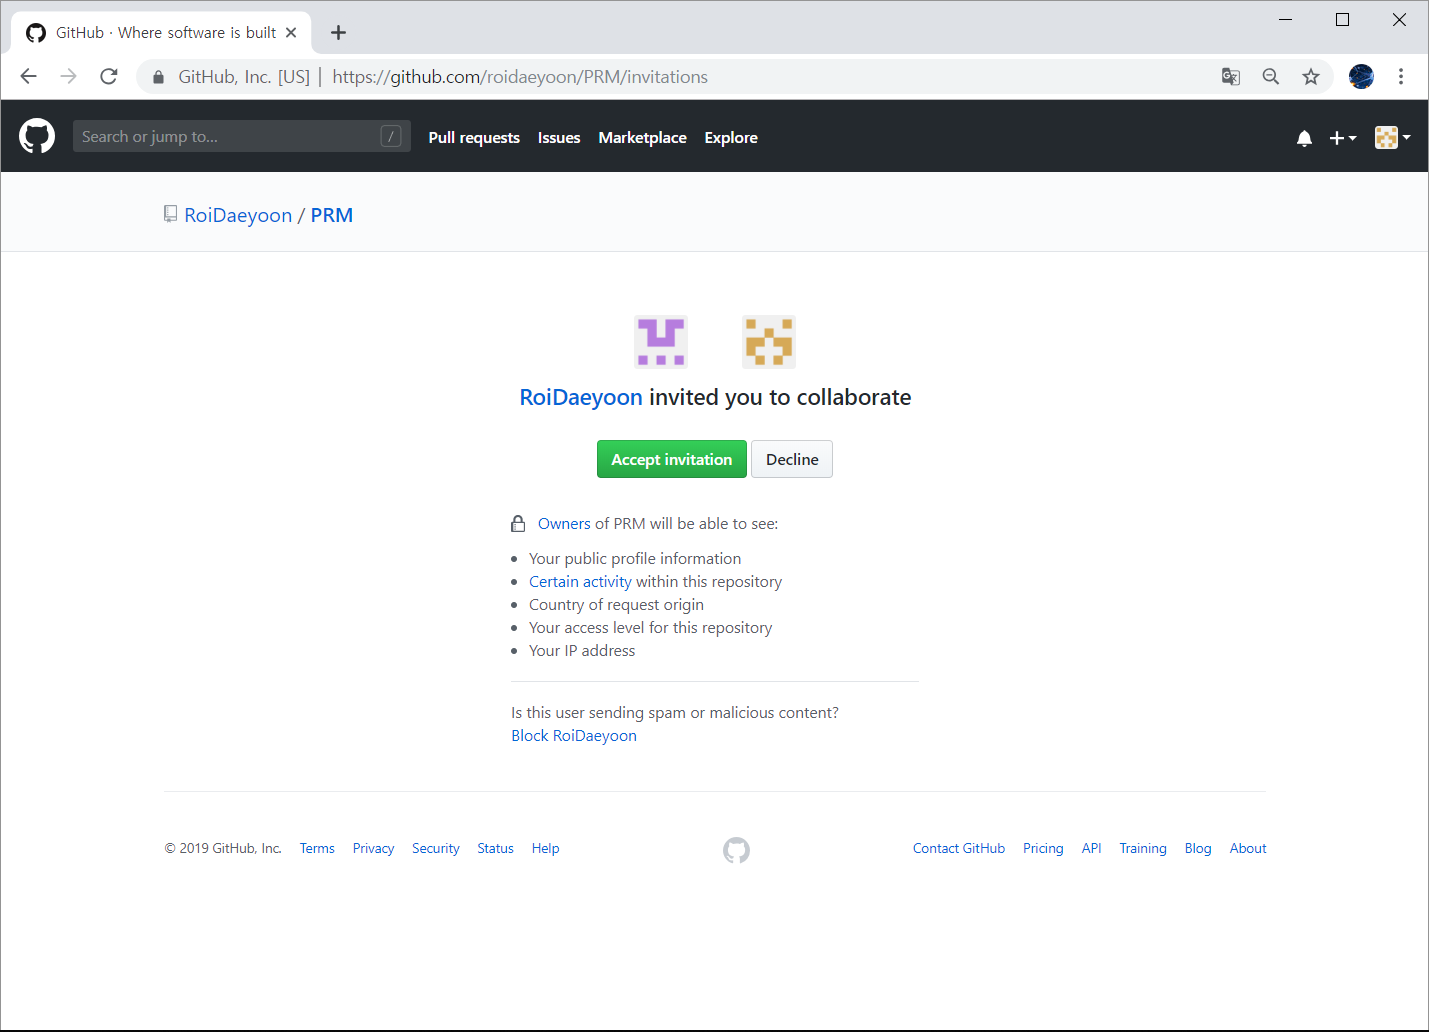 GitHub · Where software is built
GitHub, Inc. [US] | https://github.com/roidaeyoon/PRM/invitations
Search or jump to... / Pull requests Issues Marketplace Explore
RoiDaeyoon / PRM
RoiDaeyoon invited you to collaborate
Accept invitation Decline
Owners of PRM will be able to see:
Your public profile information
Certain activity within this repository
Country of request origin
Your access level for this repository
Your IP address
Is this user sending spam or malicious content?
Block RoiDaeyoon
© 2019 GitHub, Inc. Terms Privacy Security Status Help Contact GitHub Pricing API Training Blog About